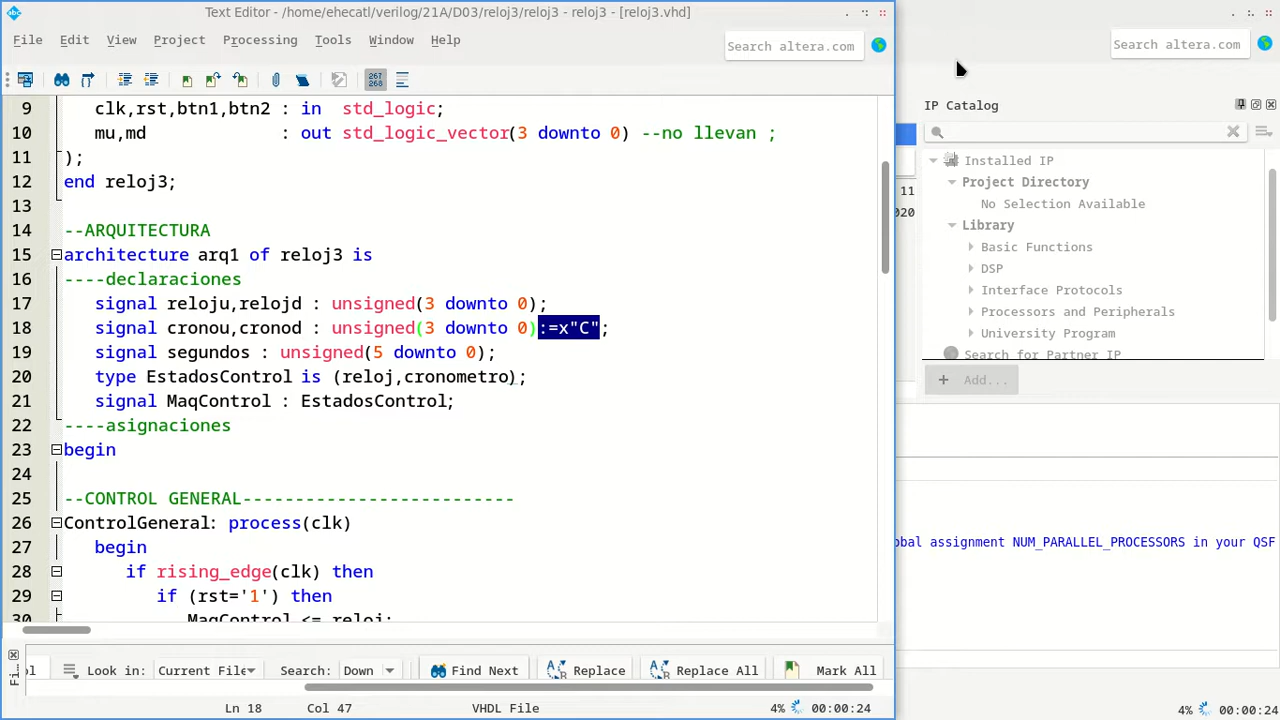 Text Editor - /home/ehecatl/verilog/21A/D03/reloj3/reloj3 - reloj3 - [reloj3.vhd]
File Edit View Project Processing Tools Window Help
Search altera.com
Search altera.com
267
268
9 clk,rst,btn1,btn2 : in std_logic;
10 mu,md : out std_logic_vector(3 downto 0) --no llevan ;
11 );
12 end reloj3;
13
14 --ARQUITECTURA
15 architecture arq1 of reloj3 is
16 ----declaraciones
17 signal reloju,relojd : unsigned(3 downto 0);
18 signal cronou,cronod : unsigned(3 downto 0):=x"C";
19 signal segundos : unsigned(5 downto 0);
20 type EstadosControl is (reloj,cronometro);
21 signal MaqControl : EstadosControl;
22 ----asignaciones
23 begin
24
25 --CONTROL GENERAL--------------------------
26 ControlGeneral: process(clk)
27 begin
28 if rising_edge(clk) then
29 if (rst='1') then
30 MaqControl <= reloj;
Look in: Current File Search: Down Find Next Replace Replace All Mark All
Ln 18 Col 47 VHDL File 4% 00:00:24
IP Catalog
Installed IP
Project Directory
No Selection Available
Library
Basic Functions
DSP
Interface Protocols
Processors and Peripherals
University Program
Search for Partner IP
+ Add...
11
020
obal assignment NUM_PARALLEL_PROCESSORS in your QSF
4% 00:00:24